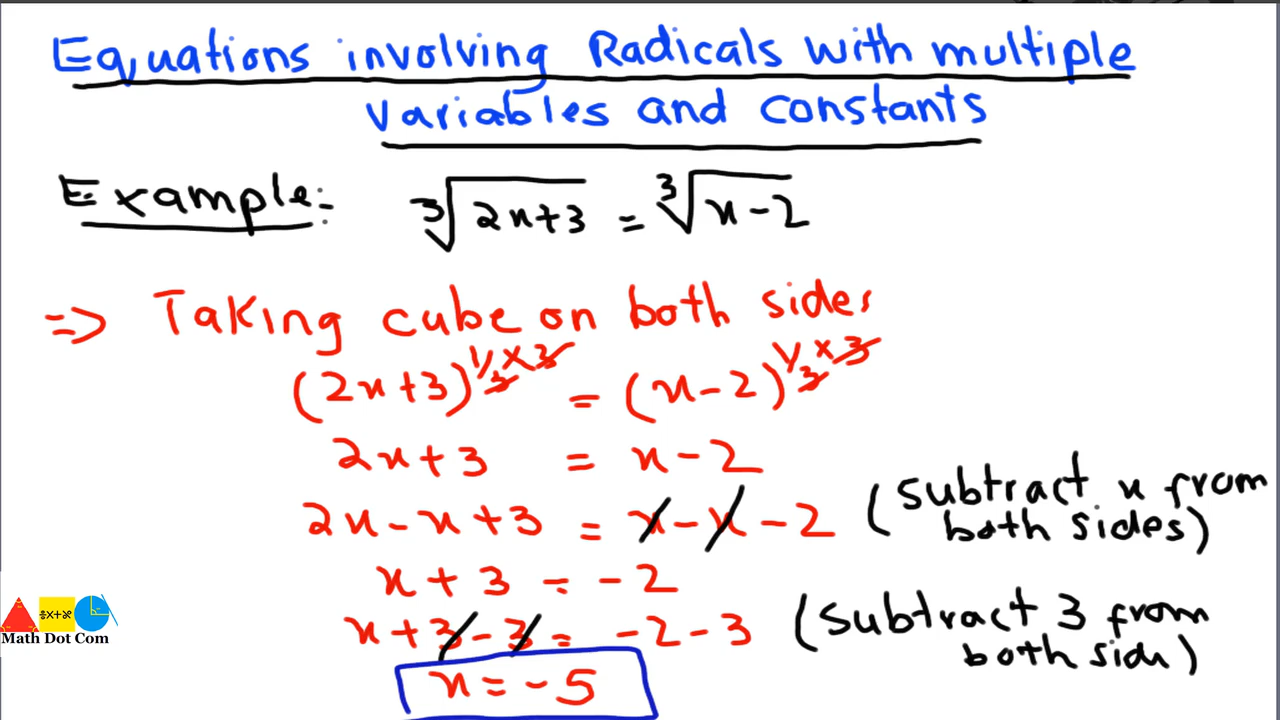 Equations involving Radicals with multiple
variables and constants
Example:- ∛(2x+3) = ∛(x-2)
=> Taking cube on both sides
(2x+3)^(1/3×3) = (x-2)^(1/3×3)
2x+3 = x-2
2x-x+3 = x-x-2 (subtract x from both sides)
x+3 = -2
x+3-3 = -2-3 (subtract 3 from both side)
x=-5
÷x+x÷
Math Dot Com